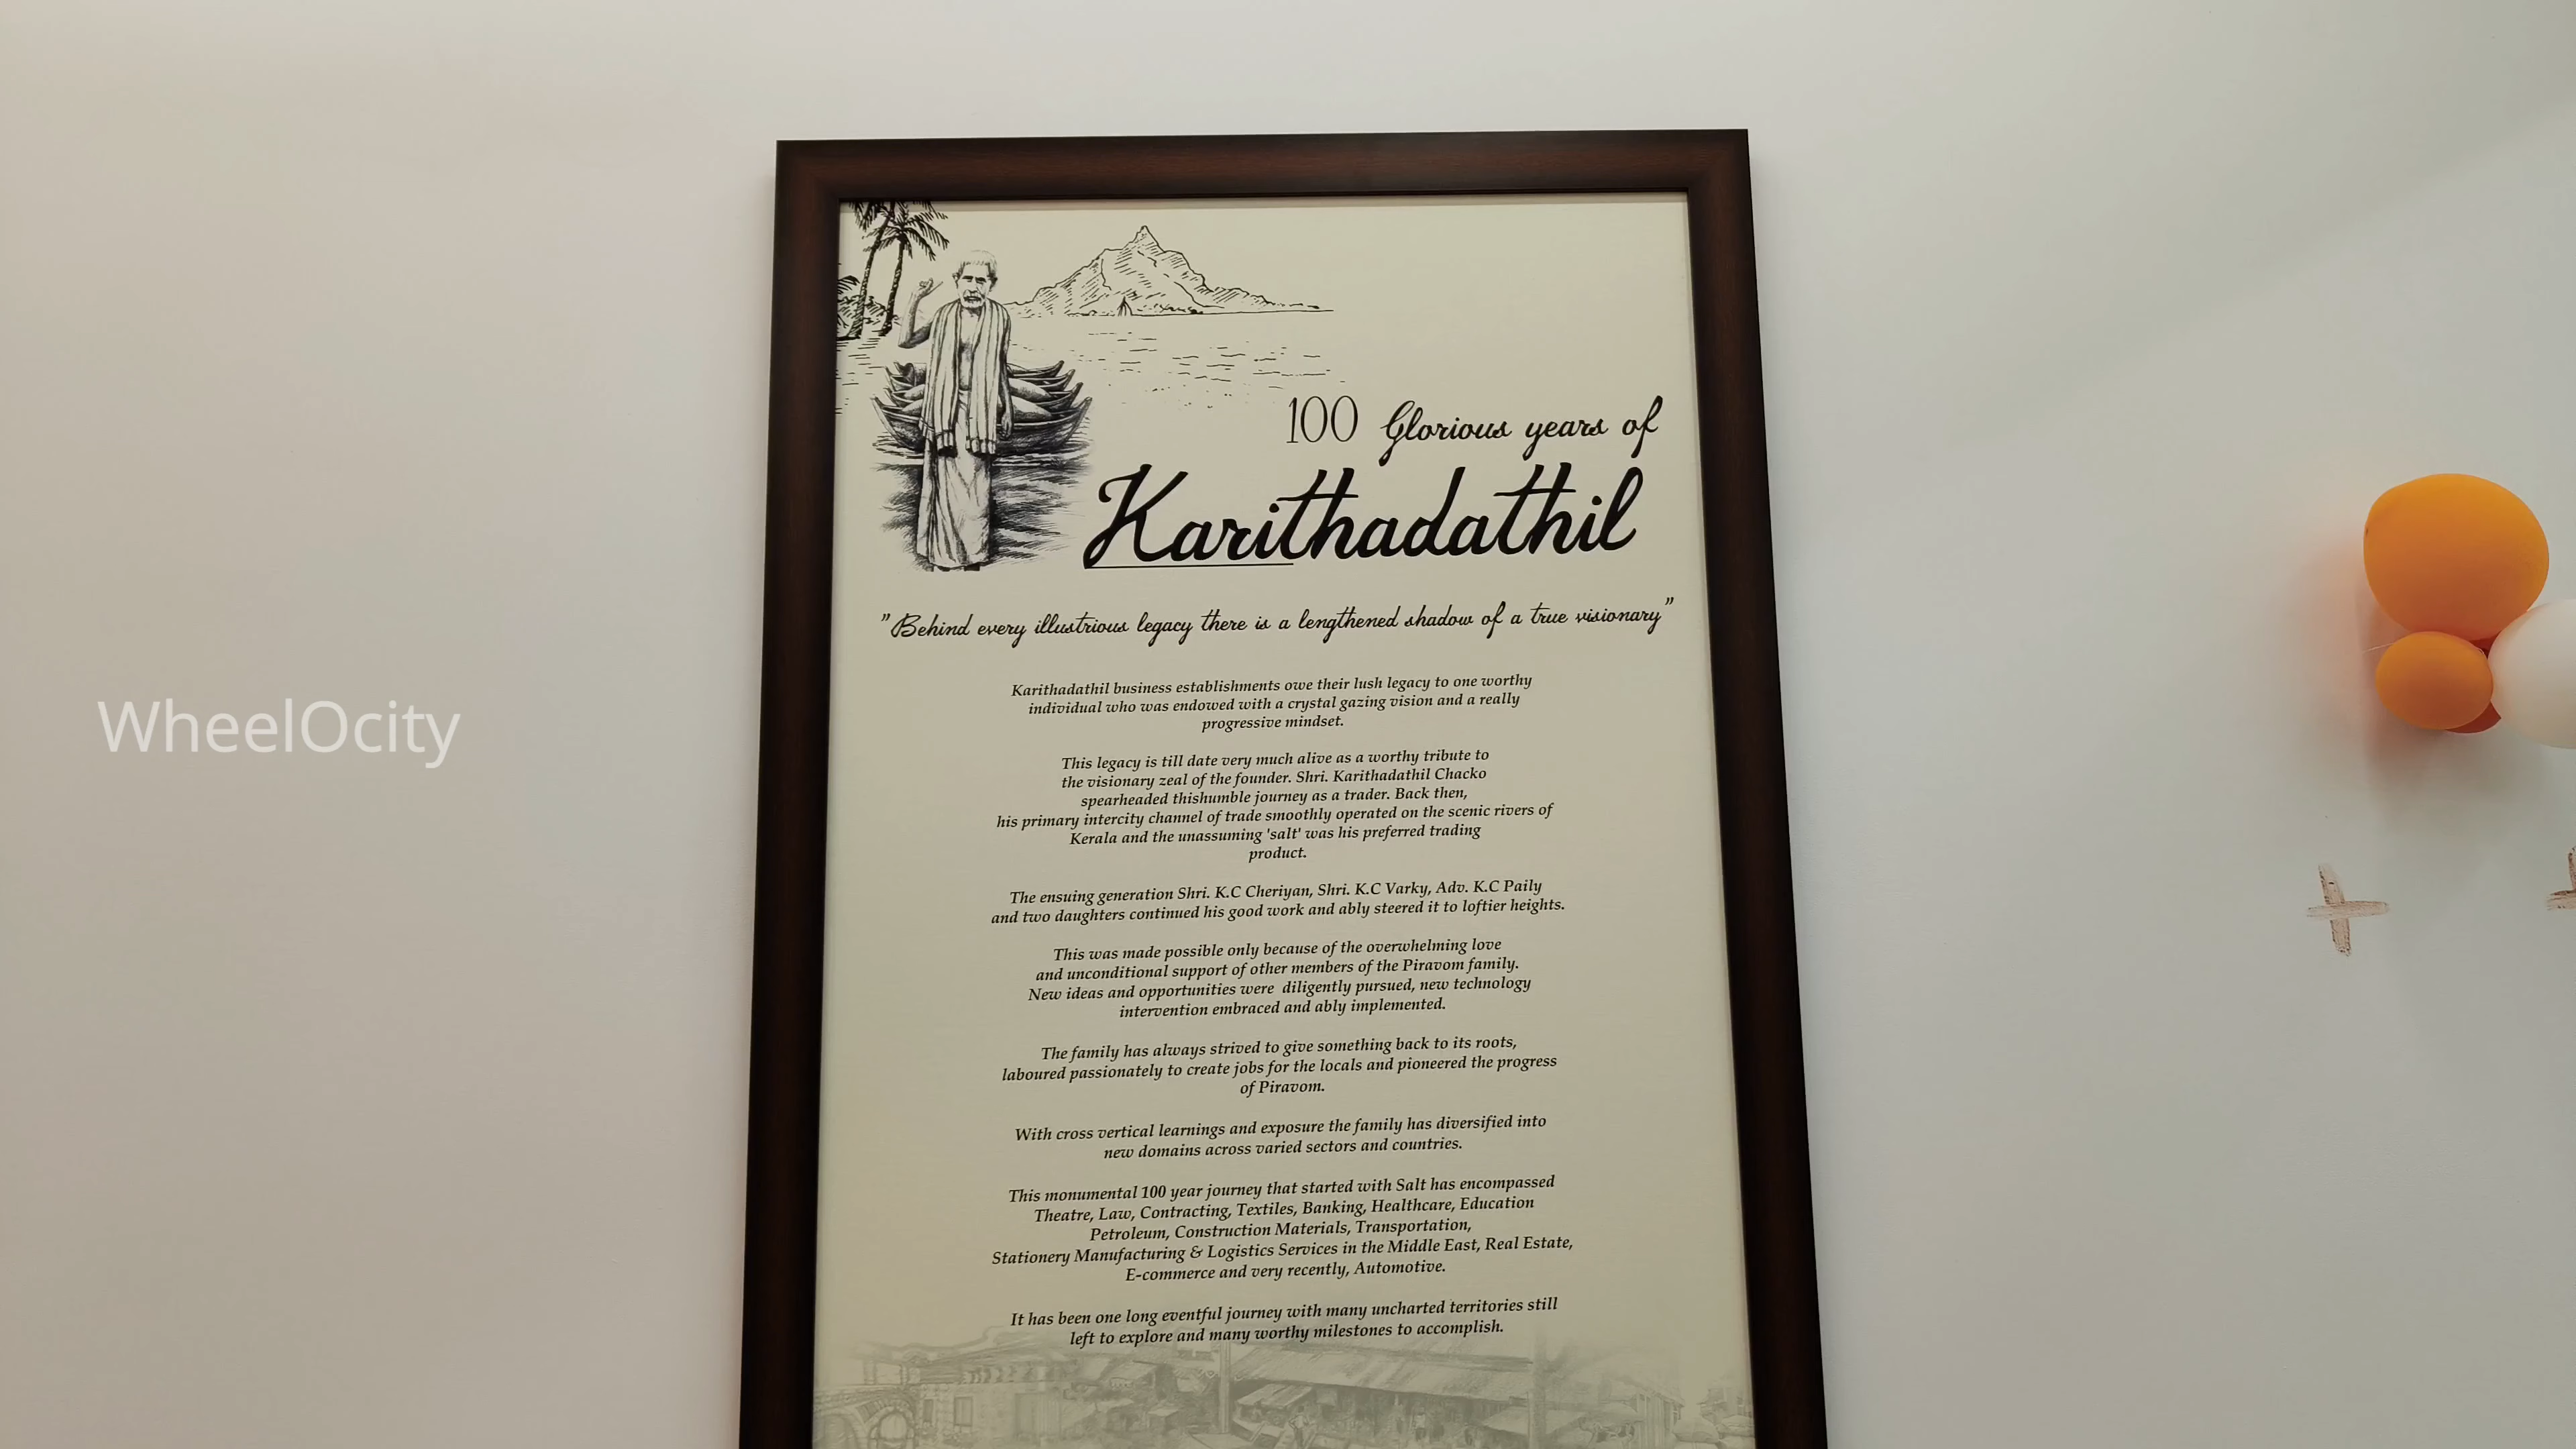 100 Glorious years of
Karithadathil
"Behind every illustrious legacy there is a lengthened shadow of a true visionary"
Karithadathil business establishments owe their lush legacy to one worthy
individual who was endowed with a crystal gazing vision and a really
progressive mindset.
This legacy is till date very much alive as a worthy tribute to
the visionary zeal of the founder. Shri. Karithadathil Chacko
spearheaded thishumble journey as a trader. Back then,
his primary intercity channel of trade smoothly operated on the scenic rivers of
Kerala and the unassuming 'salt' was his preferred trading
product.
The ensuing generation Shri. K.C Cheriyan, Shri. K.C Varky, Adv. K.C Paily
and two daughters continued his good work and ably steered it to loftier heights.
This was made possible only because of the overwhelming love
and unconditional support of other members of the Piravom family.
New ideas and opportunities were diligently pursued, new technology
intervention embraced and ably implemented.
The family has always strived to give something back to its roots,
laboured passionately to create jobs for the locals and pioneered the progress
of Piravom.
With cross vertical learnings and exposure the family has diversified into
new domains across varied sectors and countries.
This monumental 100 year journey that started with Salt has encompassed
Theatre, Law, Contracting, Textiles, Banking, Healthcare, Education
Petroleum, Construction Materials, Transportation,
Stationery Manufacturing & Logistics Services in the Middle East, Real Estate,
E-commerce and very recently, Automotive.
It has been one long eventful journey with many uncharted territories still
left to explore and many worthy milestones to accomplish.
WheelOcity